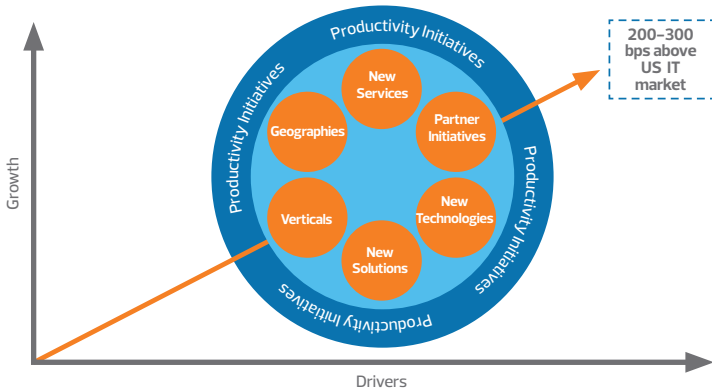 Productivity Initiatives
Productivity Initiatives
Productivity Initiatives
Productivity Initiatives
New
Services
Geographies
Partner
Initiatives
Verticals
New
Technologies
New
Solutions
200–300
bps above
US IT
market
Growth
Drivers